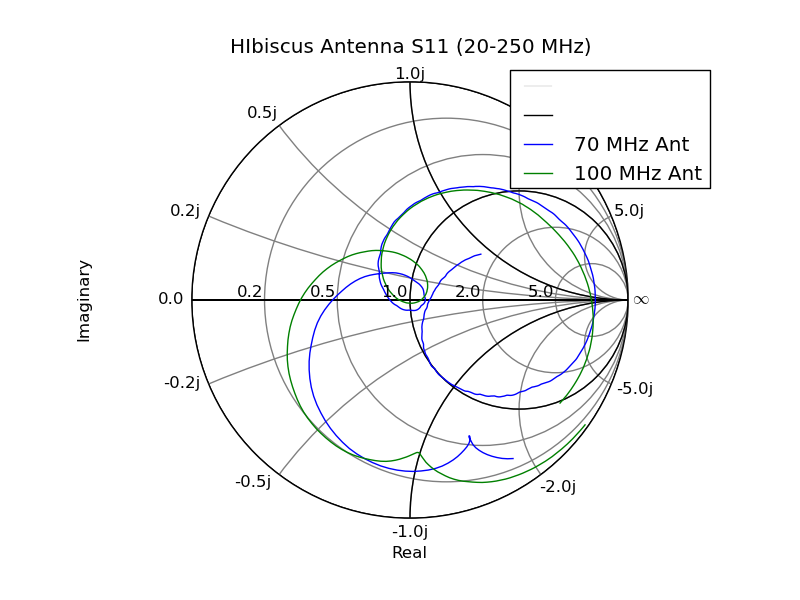 HIbiscus Antenna S11 (20-250 MHz)
1.0j
0.5j
70 MHz Ant
100 MHz Ant
0.2j
5.0j
Imaginary
0.0
0.2
0.5
1.0
2.0
5.0
∞
-0.2j
-5.0j
-0.5j
-2.0j
-1.0j
Real